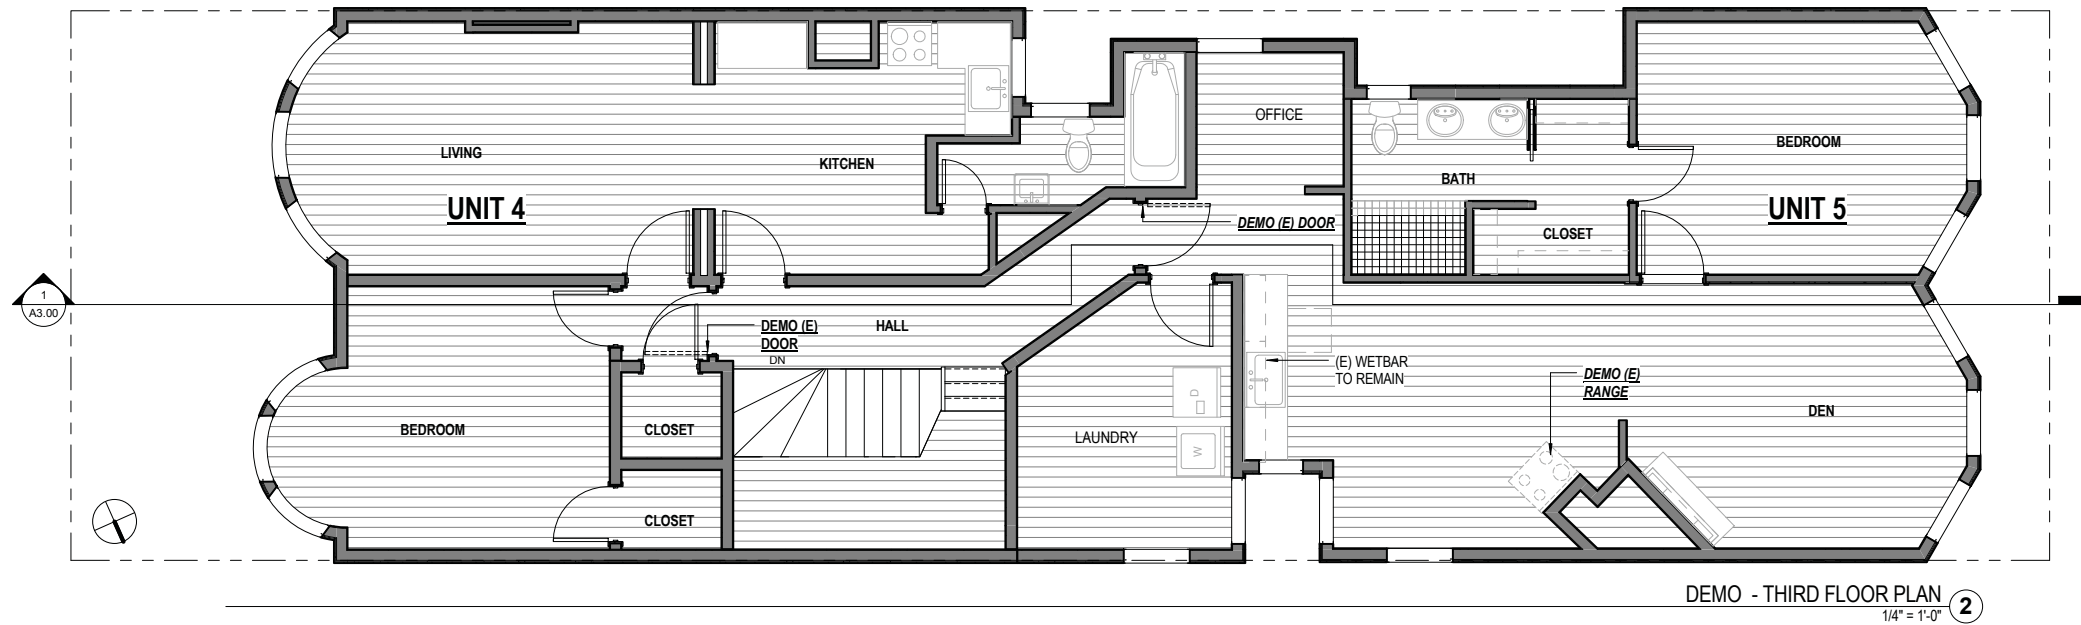 LIVING
UNIT 4
KITCHEN
OFFICE
BATH
BEDROOM
UNIT 5
DEMO (E) DOOR
CLOSET
1
A3.00
HALL
DEMO (E)
DOOR
DN
(E) WETBAR
TO REMAIN
DEMO (E)
RANGE
D
DEN
BEDROOM
CLOSET
LAUNDRY
W
CLOSET
DEMO - THIRD FLOOR PLAN
2
1/4" = 1'-0"